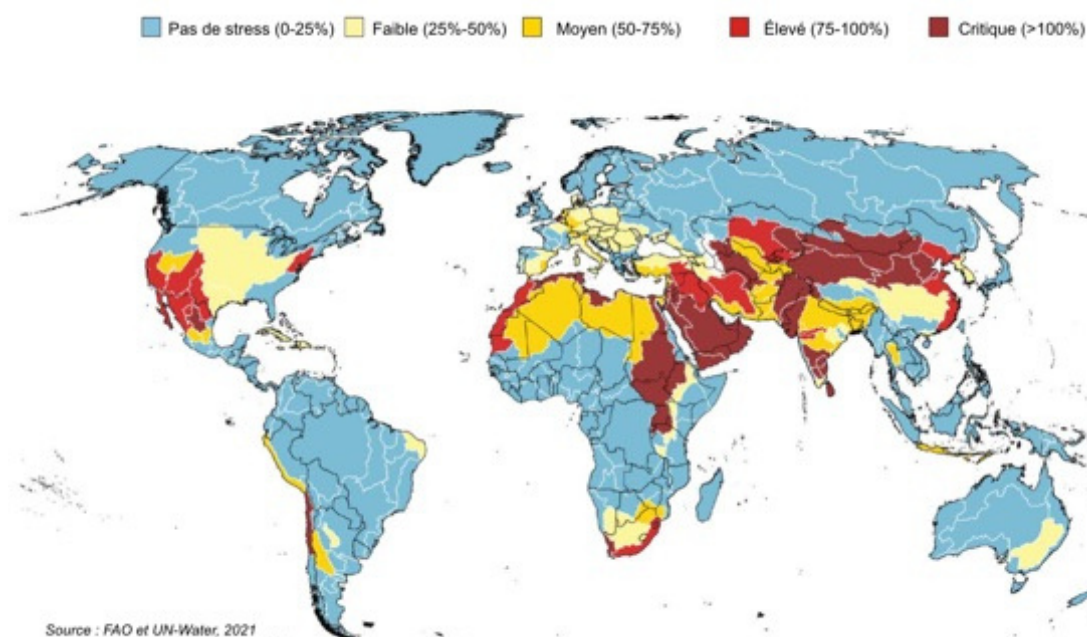 Pas de stress (0-25%) Faible (25%-50%) Moyen (50-75%) Élevé (75-100%) Critique (>100%)
Source : FAO et UN-Water, 2021